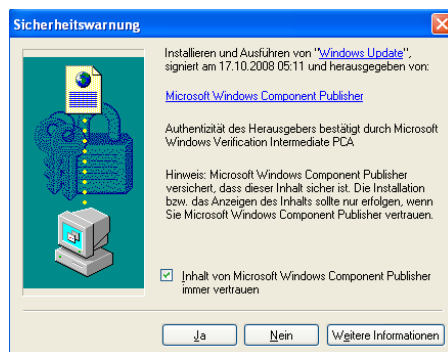 Sicherheitswarnung
Installieren und Ausführen von "Windows Update",
signiert am 17.10.2008 05:11 und herausgegeben von:
Microsoft Windows Component Publisher
Authentizität des Herausgebers bestätigt durch Microsoft
Windows Verification Intermediate PCA
Hinweis: Microsoft Windows Component Publisher
versichert, dass dieser Inhalt sicher ist. Die Installation
bzw. das Anzeigen des Inhalts sollte nur erfolgen, wenn
Sie Microsoft Windows Component Publisher vertrauen.
Inhalt von Microsoft Windows Component Publisher
immer vertrauen
Ja
Nein
Weitere Informationen